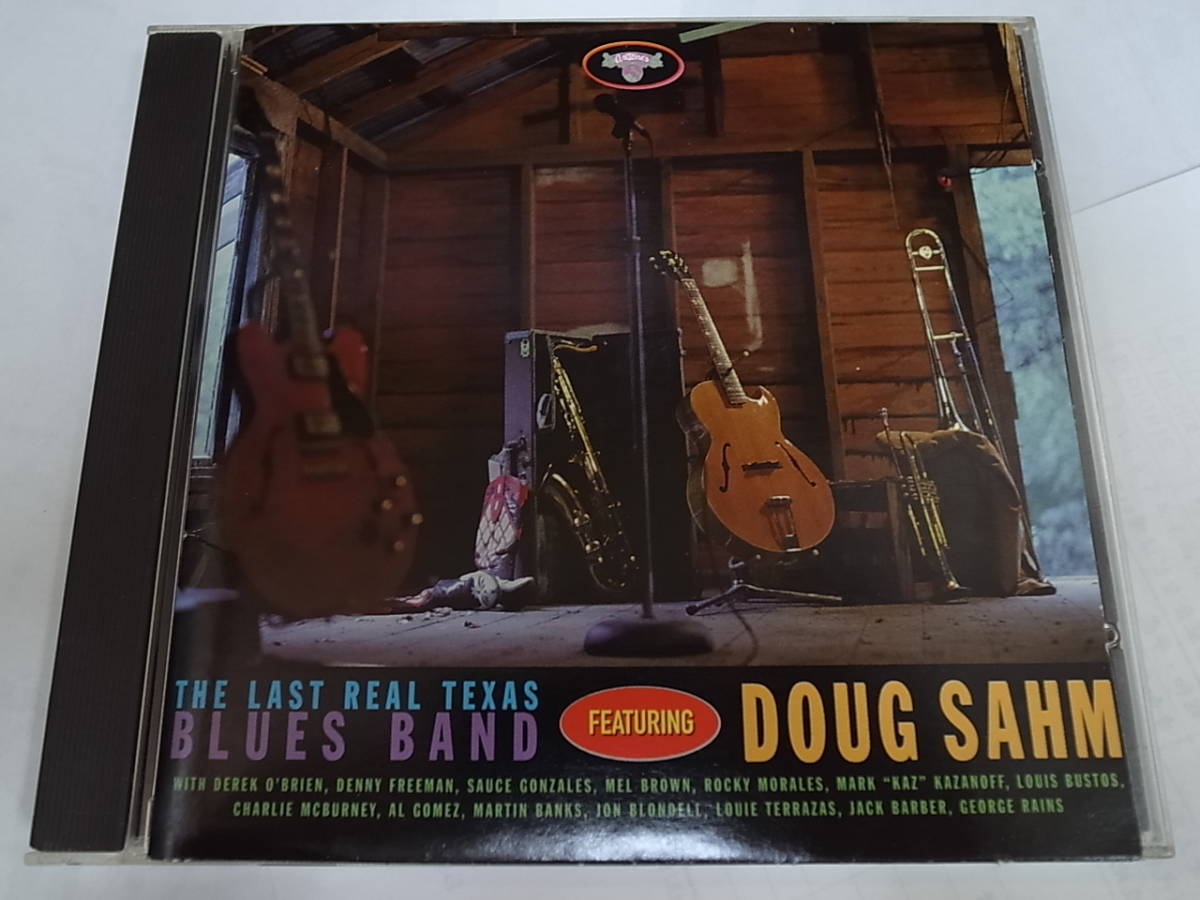 Antone's
THE LAST REAL TEXAS
BLUES BAND
FEATURING
DOUG SAHM
WITH DEREK O'BRIEN, DENNY FREEMAN, SAUCE GONZALES, MEL BROWN, ROCKY MORALES, MARK "KAZ" KAZANOFF, LOUIS BUSTOS,
CHARLIE MCBURNEY, AL GOMEZ, MARTIN BANKS, JON BLONDELL, LOUIE TERRAZAS, JACK BARBER, GEORGE RAINS